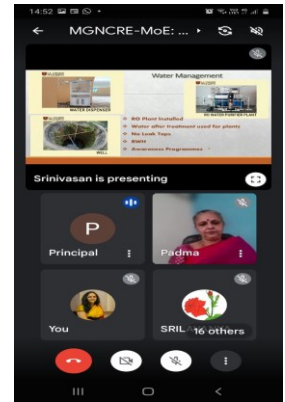 14:52
MGNCRE-MoE: ...
Water Management
WATER DISPENSER
RO WATER PURIFIER PLANT
WELL
RO Plant Installed
Water after treatment used for plants
No Leak Taps
RWH
Awareness Programmes
Srinivasan is presenting
P
Principal
Padma
You
SRIL
16 others